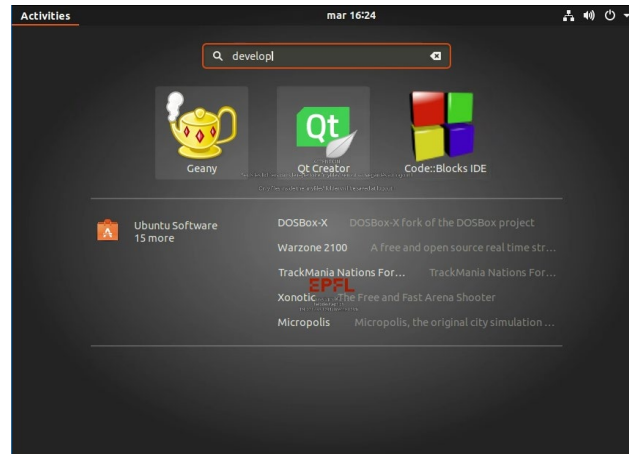 Activities
mar 16:24
develop
Qt
Geany
Qt Creator
Code::Blocks IDE
Ubuntu Software
15 more
DOSBox-X DOSBox-X fork of the DOSBox project
Warzone 2100 A free and open source real time str...
TrackMania Nations For... TrackMania Nations For...
EPFL
Xonotic The Free and Fast Arena Shooter
Micropolis Micropolis, the original city simulation ...